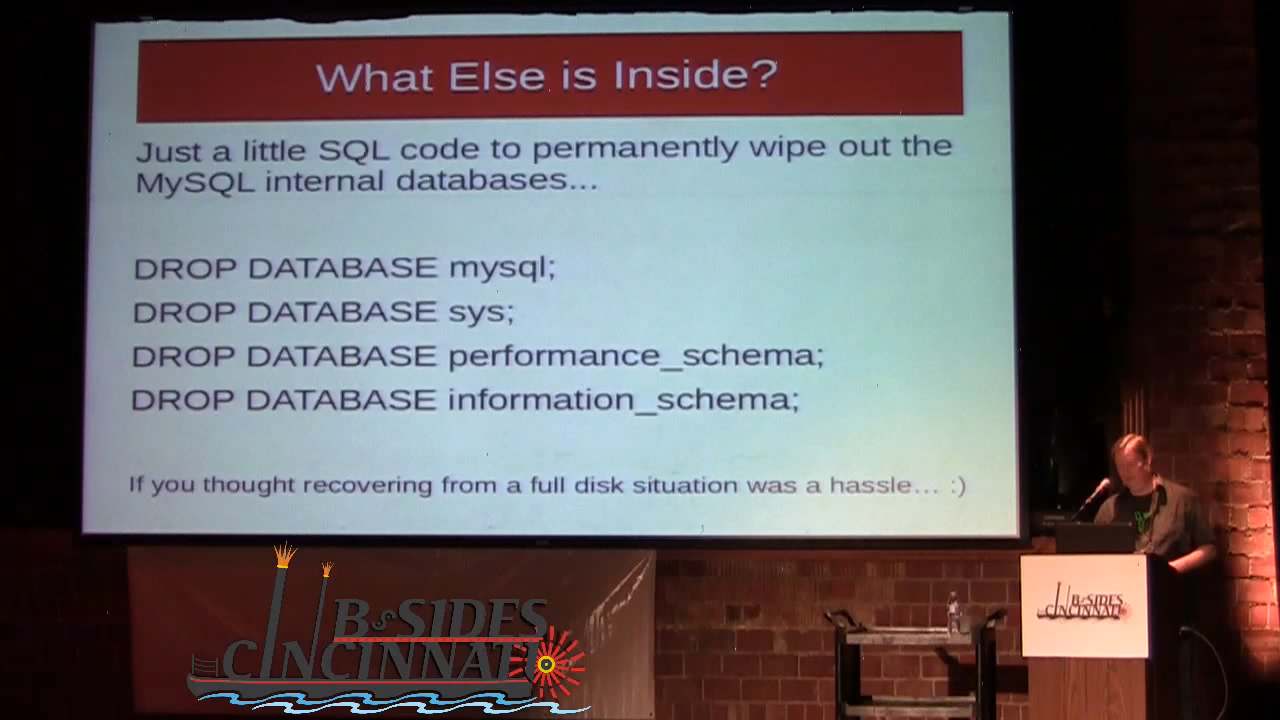 What Else is Inside?
Just a little SQL code to permanently wipe out the
MySQL internal databases...
DROP DATABASE mysql;
DROP DATABASE sys;
DROP DATABASE performance_schema;
DROP DATABASE information_schema;
If you thought recovering from a full disk situation was a hassle... :)
B-SIDES
CINCINNATI
B-SIDES
CINCINNATI